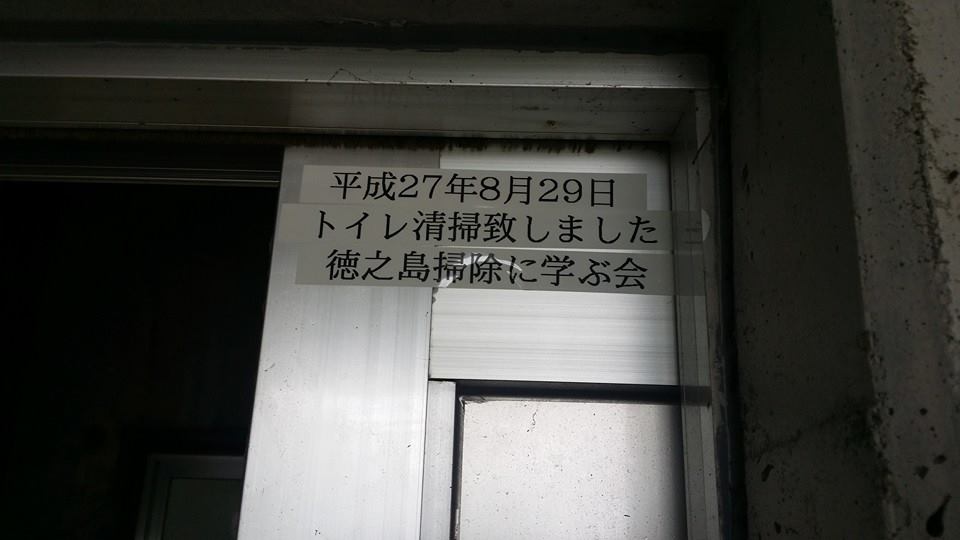 平成27年8月29日
トイレ清掃致しました
徳之島掃除に学ぶ会